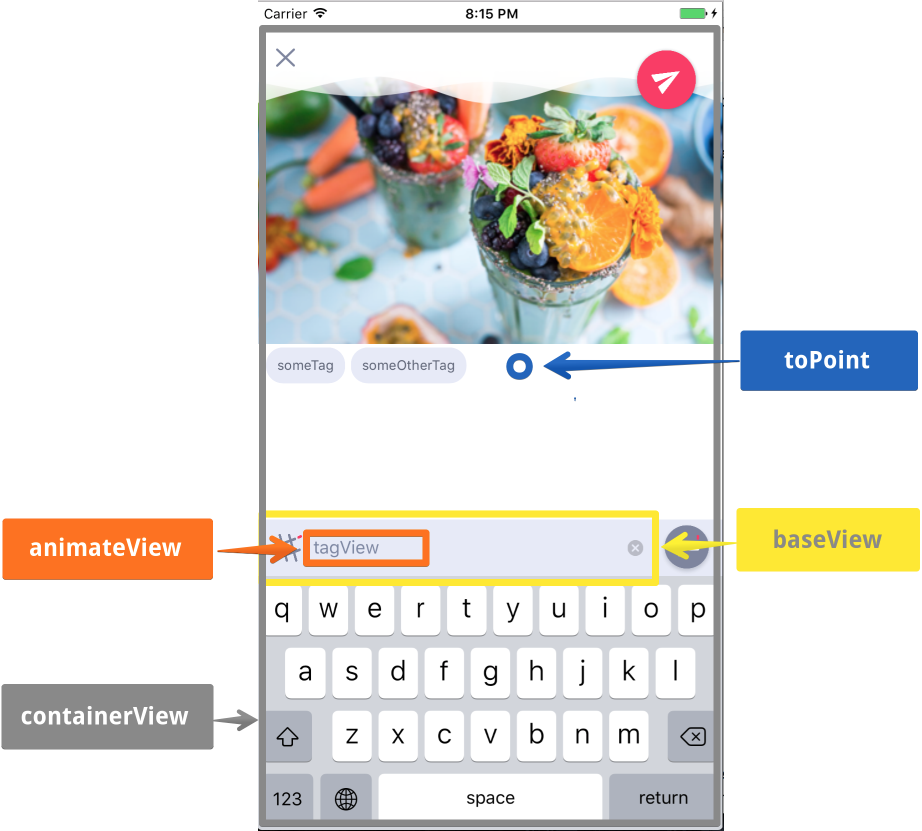 Carrier 8:15 PM
someTag someOtherTag
toPoint
animateView
tagView
baseView
q w e r t y u i o p
a s d f g h j k l
containerView
z x c v b n m
123 space return